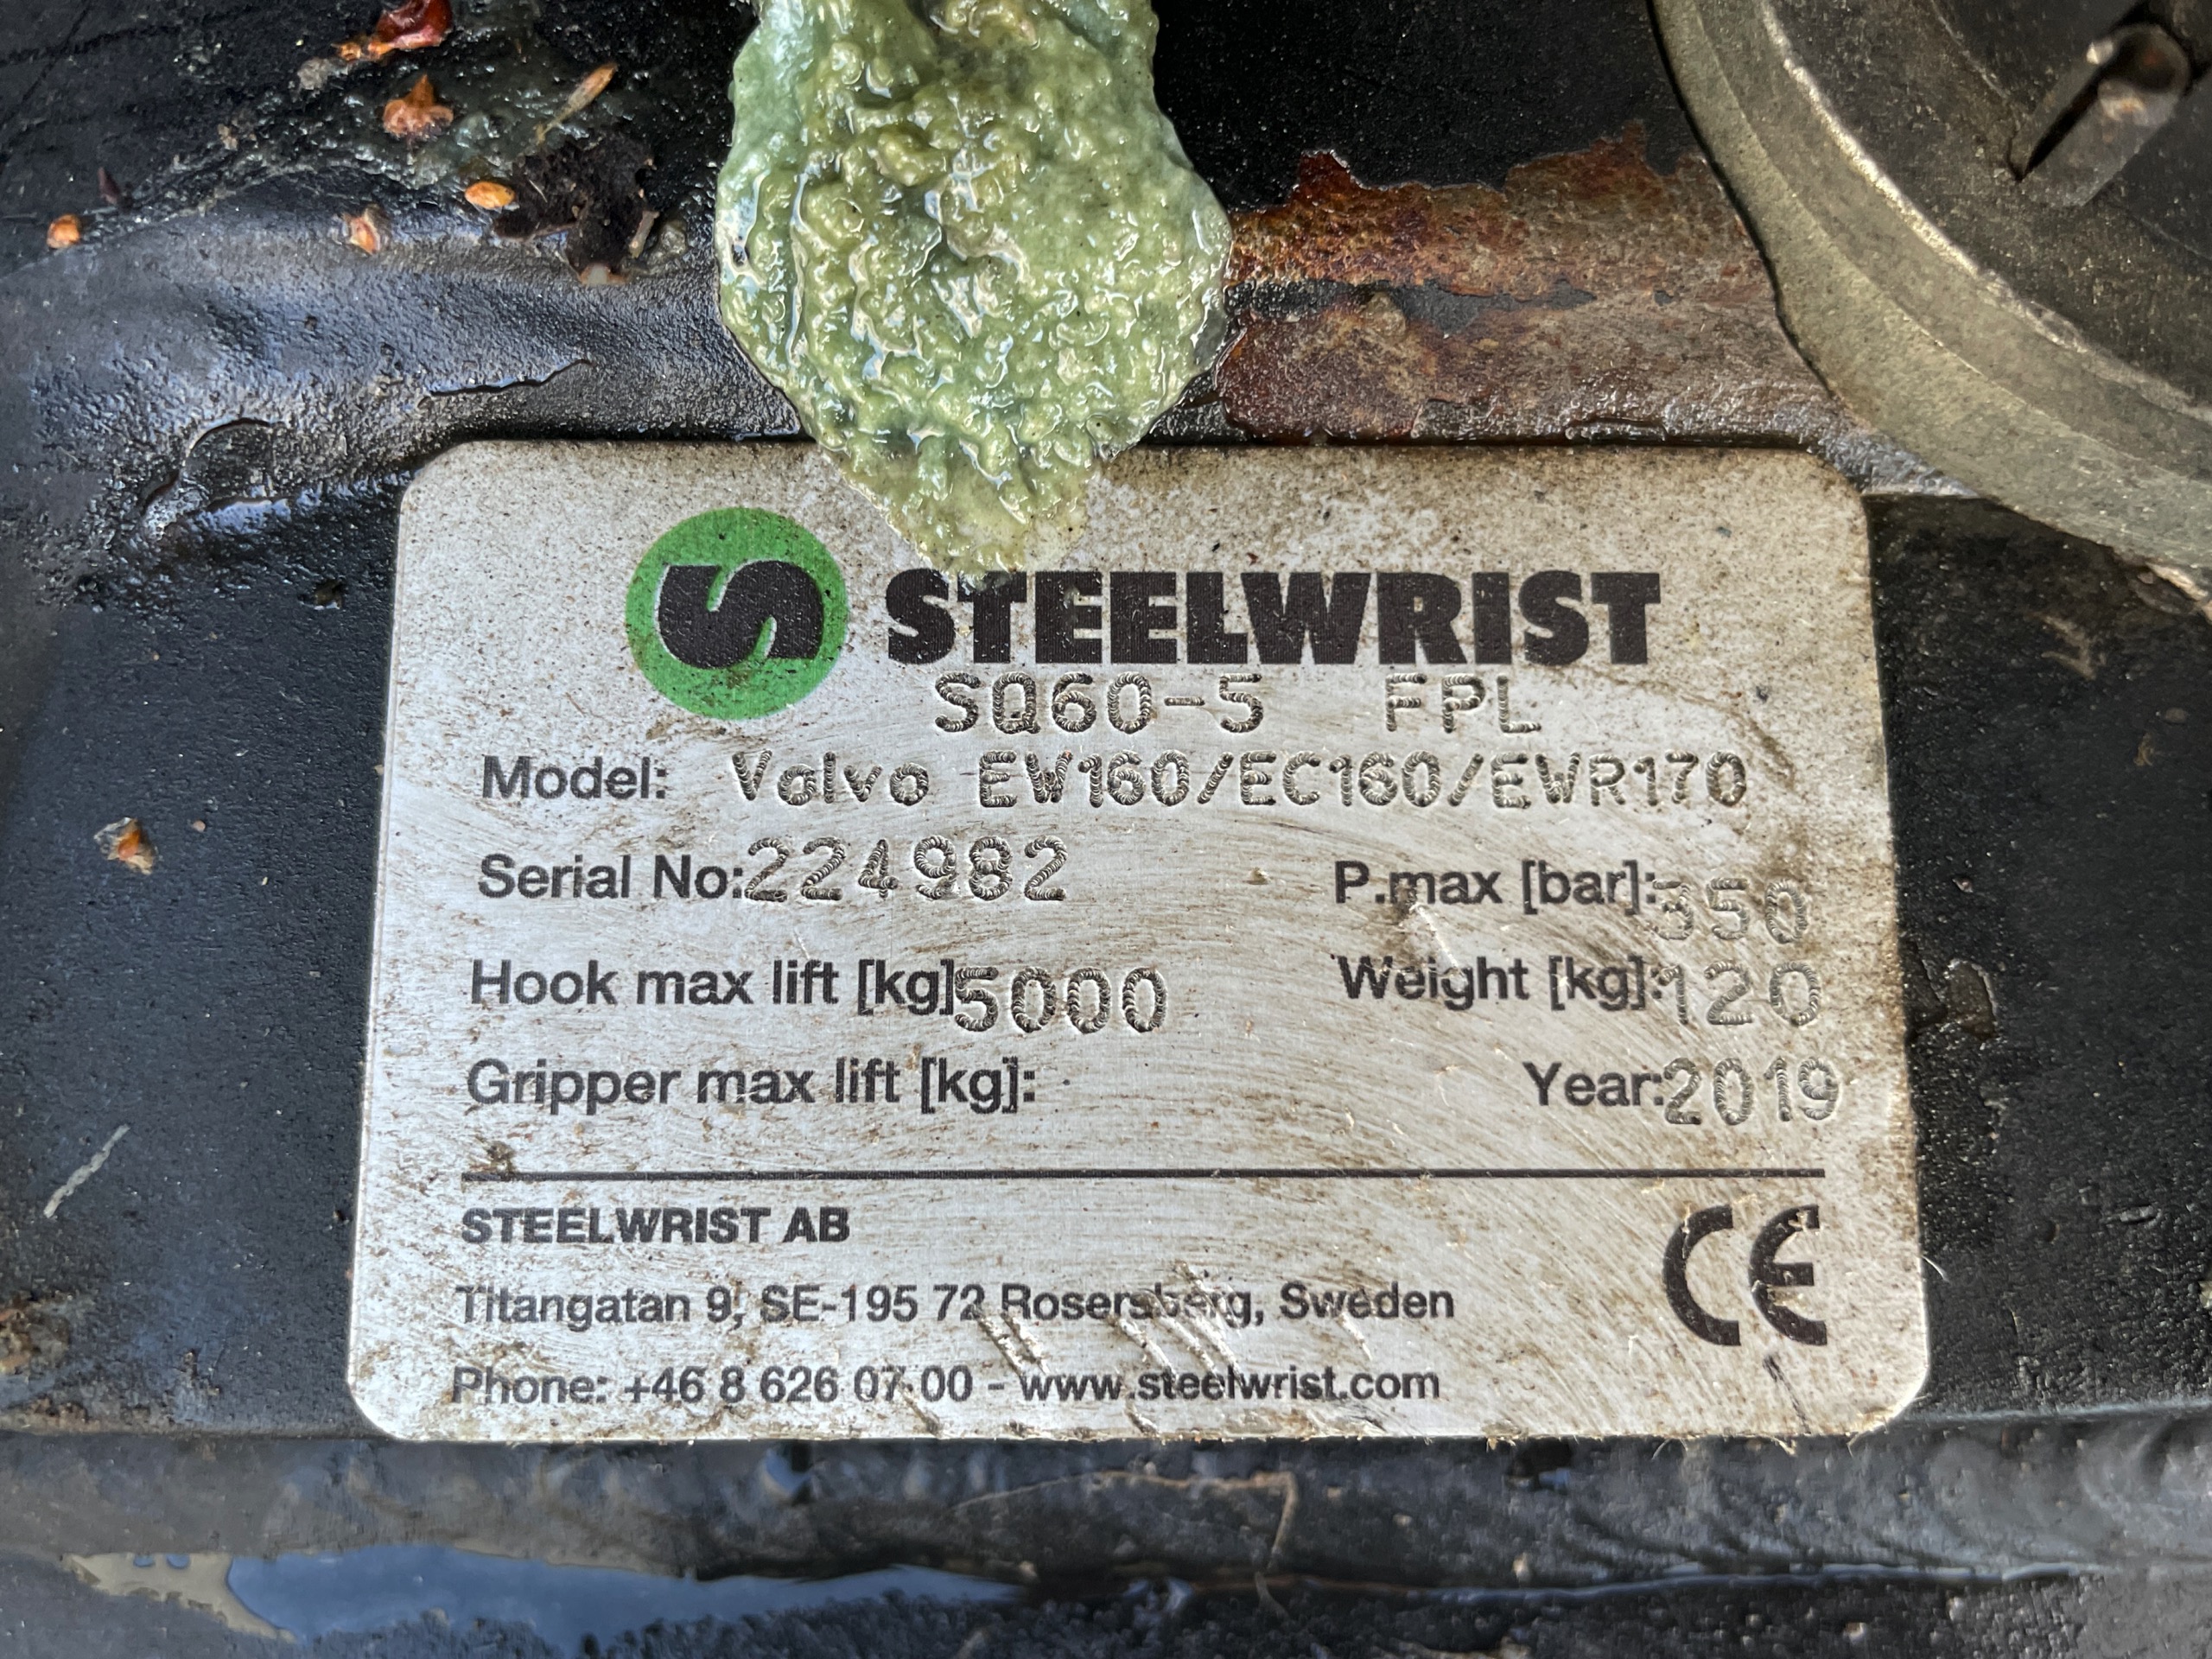 STEELWRIST
SQ60-5 FPL
Model: Volvo EW160/EC160/EWR170
Serial No:224982 P.max [bar]:350
Hook max lift [kg]5000 Weight [kg]:120
Gripper max lift [kg]: Year:2019
STEELWRIST AB
Titangatan 9, SE-195 72 Rosersberg, Sweden
Phone: +46 8 626 07 00 - www.steelwrist.com
CE